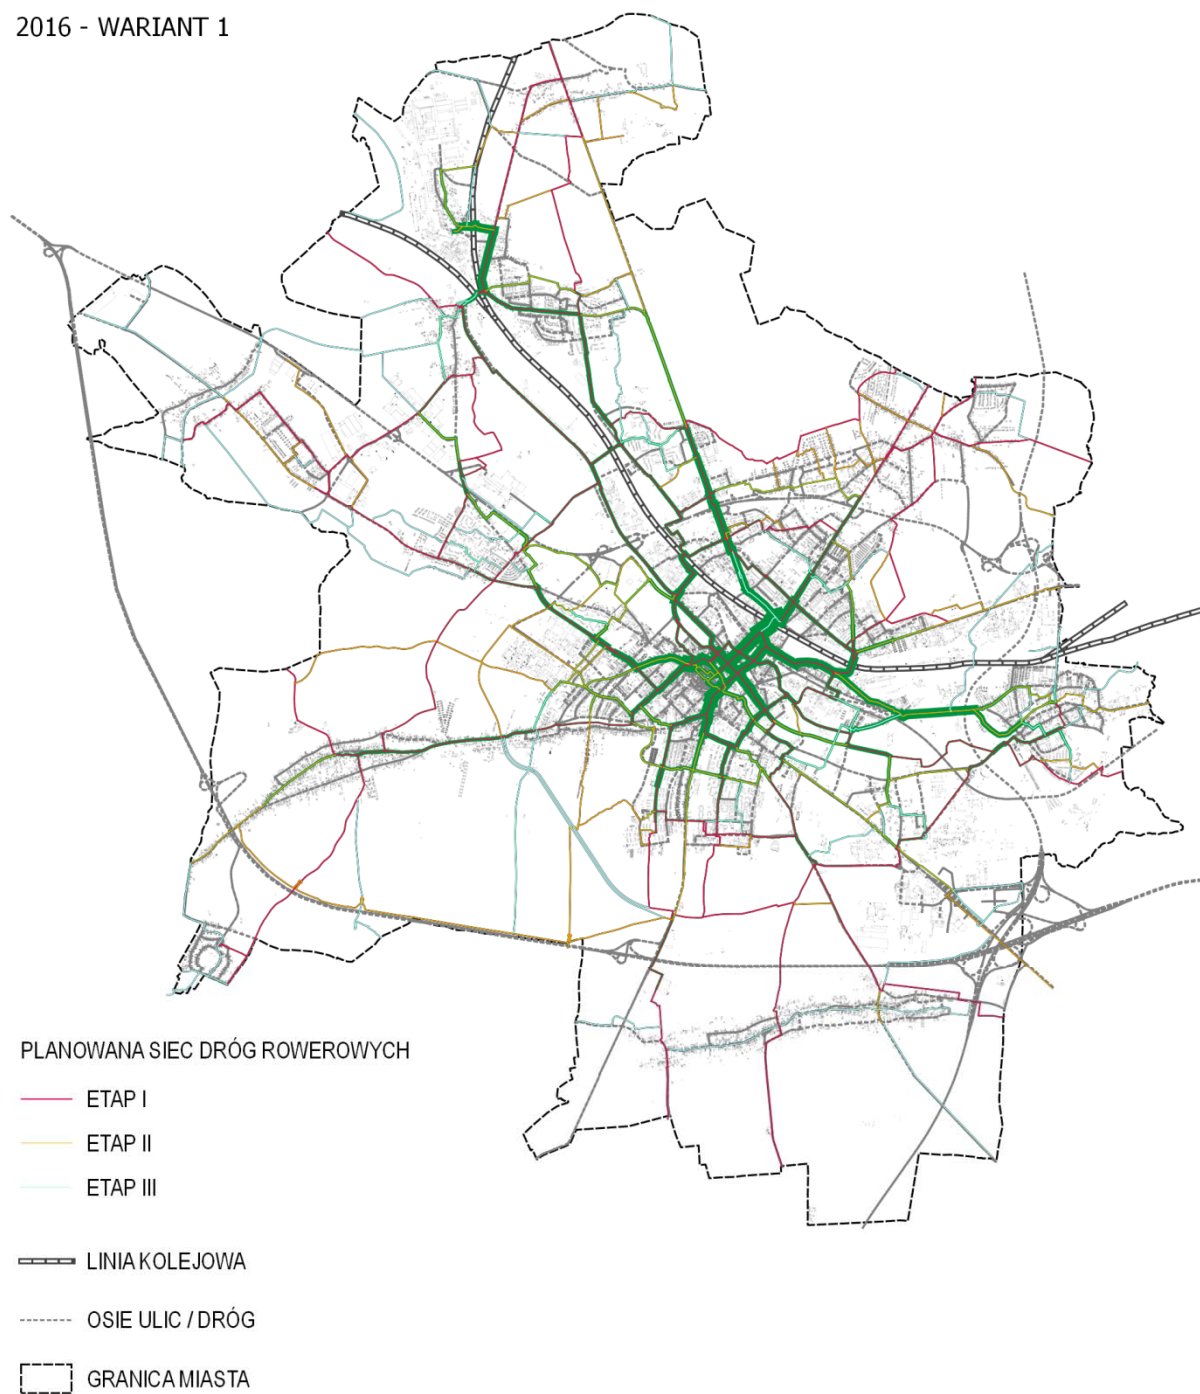 2016 - WARIANT 1
PLANOWANA SIEC DRÓG ROWEROWYCH
ETAP I
ETAP II
ETAP III
LINIA KOLEJOWA
OSIE ULIC / DRÓG
GRANICA MIASTA